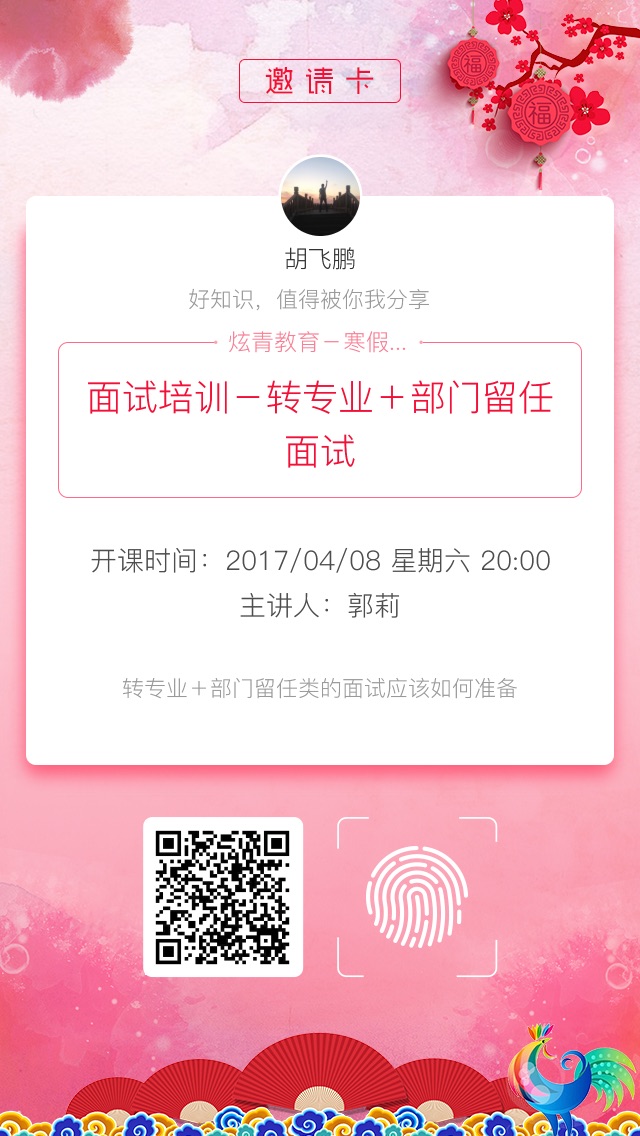 邀请卡
福
福
胡飞鹏
好知识，值得被你我分享
炫青教育－寒假...
面试培训－转专业＋部门留任
面试
开课时间：2017/04/08 星期六 20:00
主讲人：郭莉
转专业＋部门留任类的面试应该如何准备